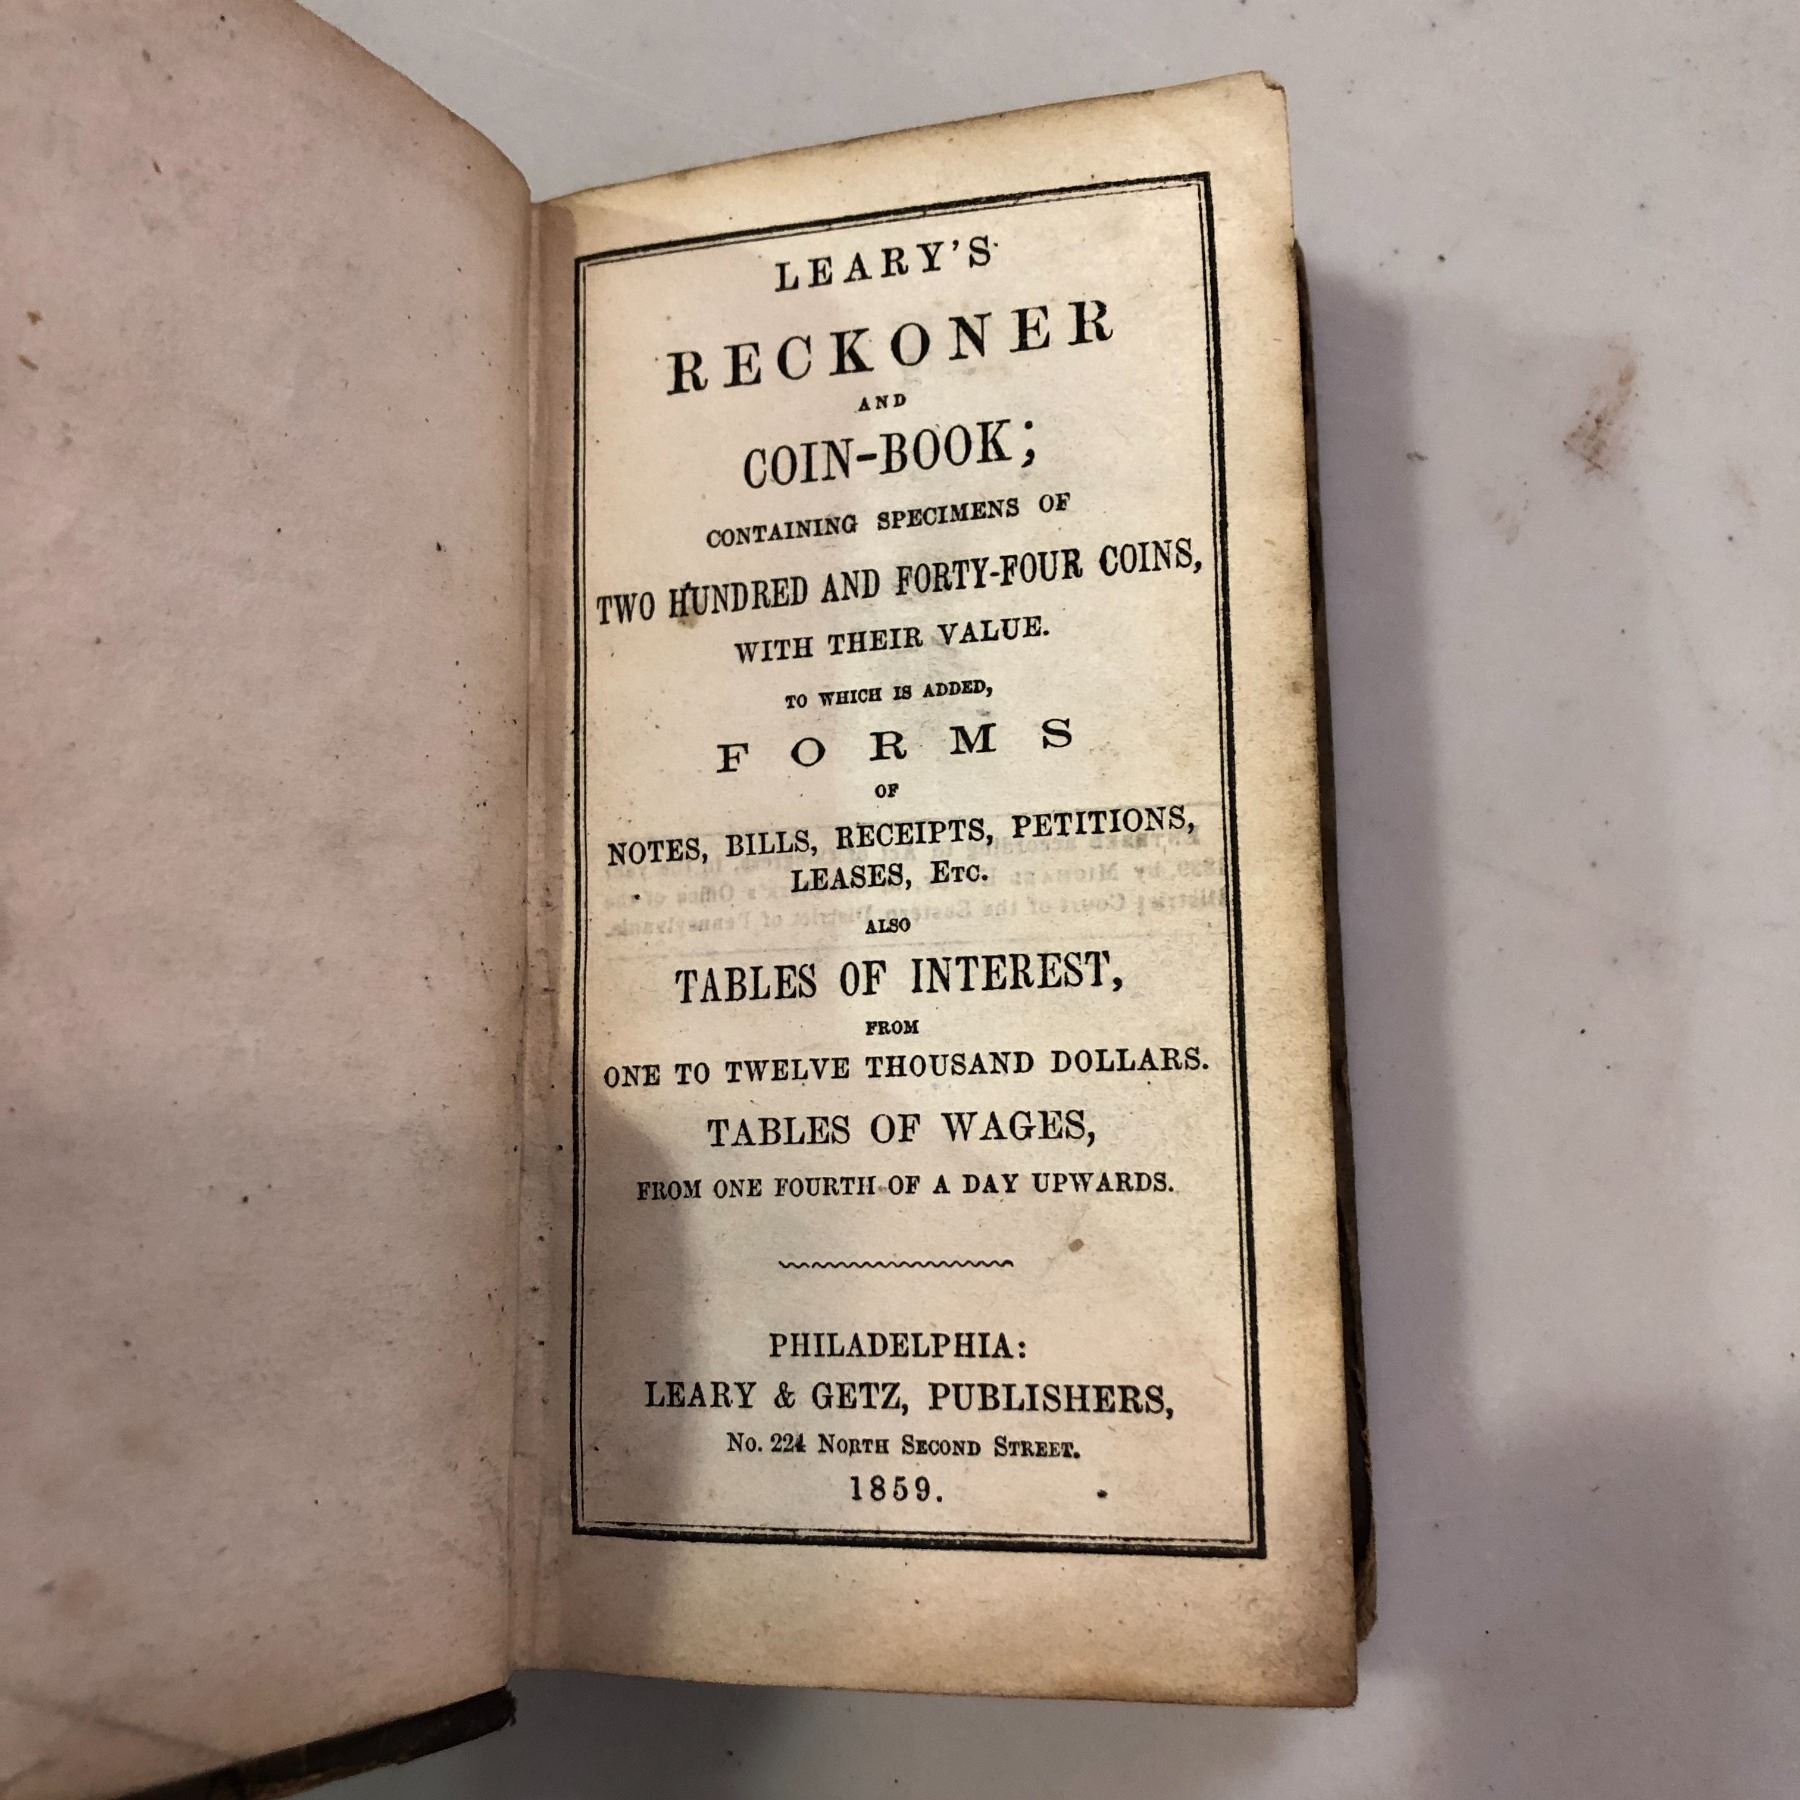 LEARY'S
RECKONER
AND
COIN-BOOK;
CONTAINING SPECIMENS OF
TWO HUNDRED AND FORTY-FOUR COINS,
WITH THEIR VALUE.
TO WHICH IS ADDED,
FORMS
OF
NOTES, BILLS, RECEIPTS, PETITIONS,
LEASES, ETC.
ALSO
TABLES OF INTEREST,
FROM
ONE TO TWELVE THOUSAND DOLLARS.
TABLES OF WAGES,
FROM ONE FOURTH OF A DAY UPWARDS.
PHILADELPHIA:
LEARY & GETZ, PUBLISHERS,
NO. 224 NORTH SECOND STREET.
1859.